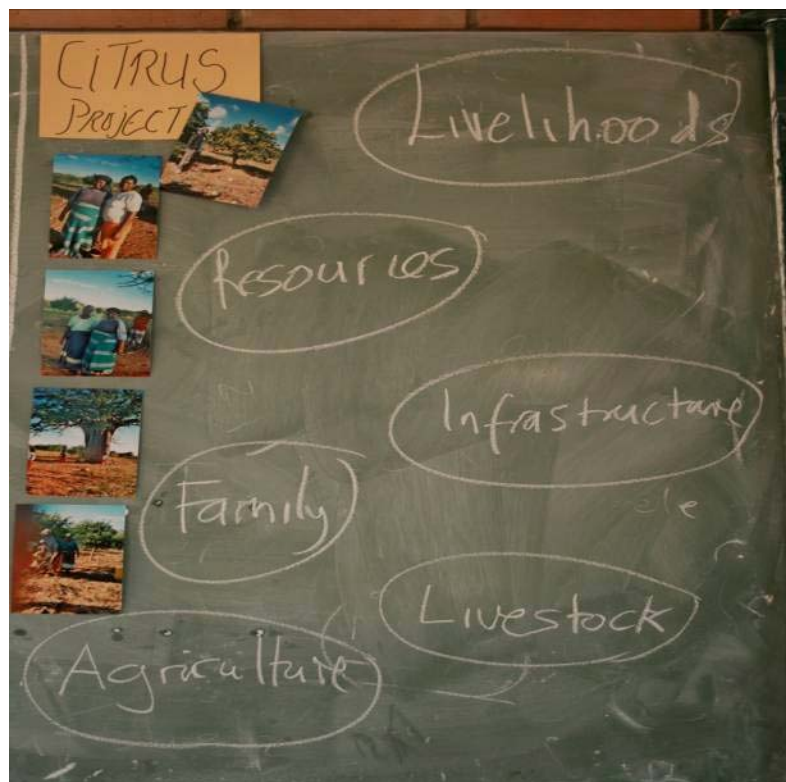 CiTRUS
PROJECT
Livelihoods
Resources
Infrastructure
Family
Livestock
Agriculture